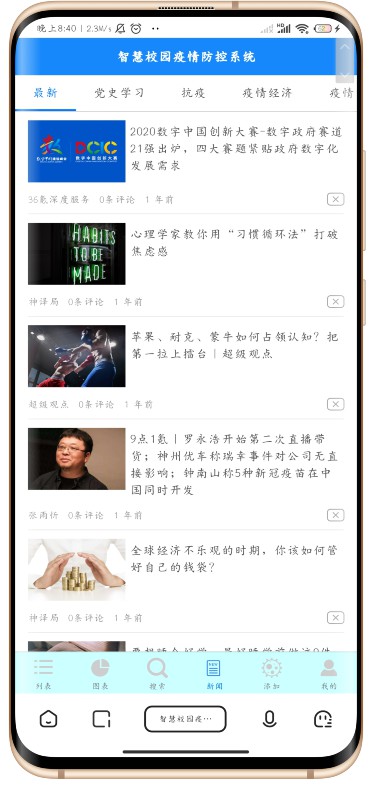 晚上8:40 | 2.3M/s
智慧校园疫情防控系统
最新 党史学习 抗疫 疫情经济 疫情
DCIC
数字中国创新大赛
2020数字中国创新大赛-数字政府赛道
21强出炉，四大赛题紧贴政府数字化
发展需求
36氪深度服务 0条评论 1年前
HABITS
TO BE
MADE
心理学家教你用“习惯循环法”打破
焦虑感
神译局 0条评论 1年前
苹果、耐克、蒙牛如何占领认知？把
第一拉上擂台 | 超级观点
超级观点 0条评论 1年前
9点1氪 | 罗永浩开始第二次直播带
货；神州优车称瑞幸事件对公司无直
接影响；钟南山称5种新冠疫苗在中
国同时开发
张雨忻 0条评论 1年前
全球经济不乐观的时期，你该如何管
好自己的钱袋？
神译局 0条评论 1年前
列表 图表 搜索 新闻 添加 我的
智慧校园疫…